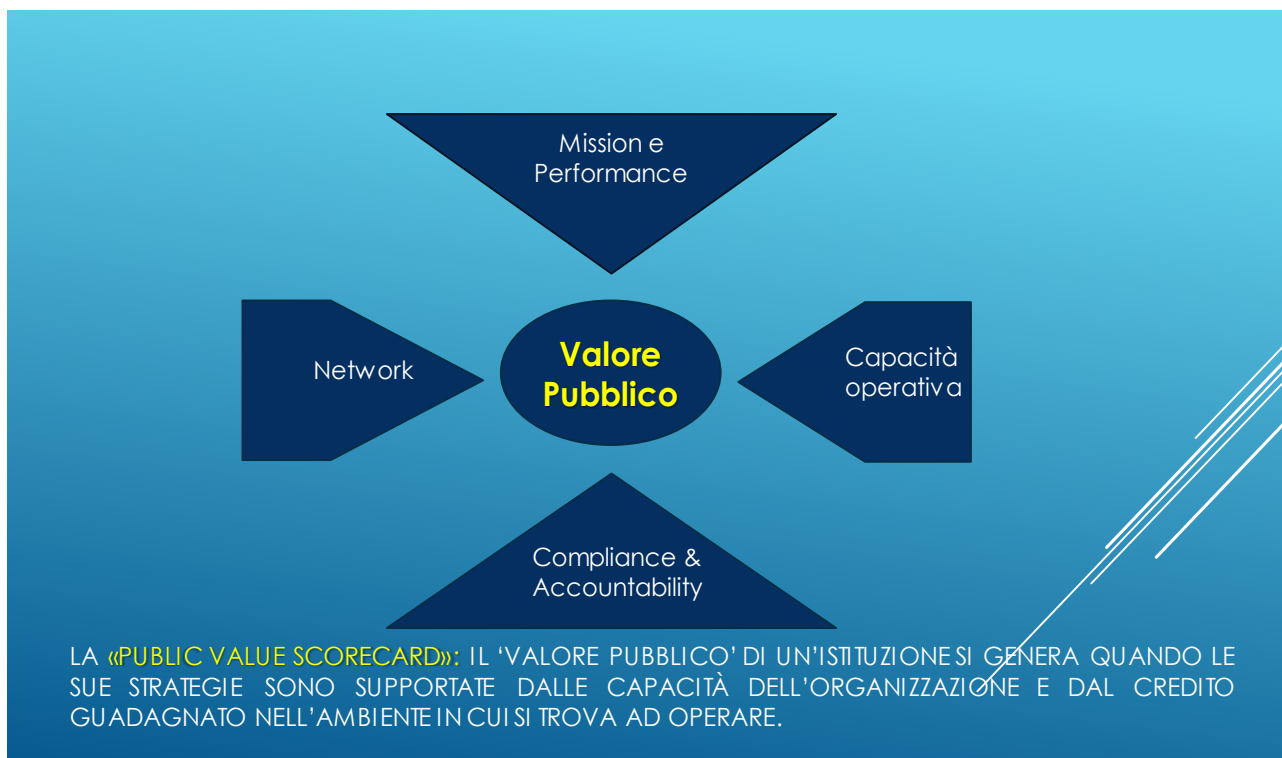 Mission e
Performance
Network
Valore
Pubblico
Capacità
operativa
Compliance &
Accountability
LA «PUBLIC VALUE SCORECARD»: IL ‘VALORE PUBBLICO’ DI UN’ISTITUZIONE SI GENERA QUANDO LE
SUE STRATEGIE SONO SUPPORTATE DALLE CAPACITÀ DELL’ORGANIZZAZIONE E DAL CREDITO
GUADAGNATO NELL’AMBIENTE IN CUI SI TROVA AD OPERARE.